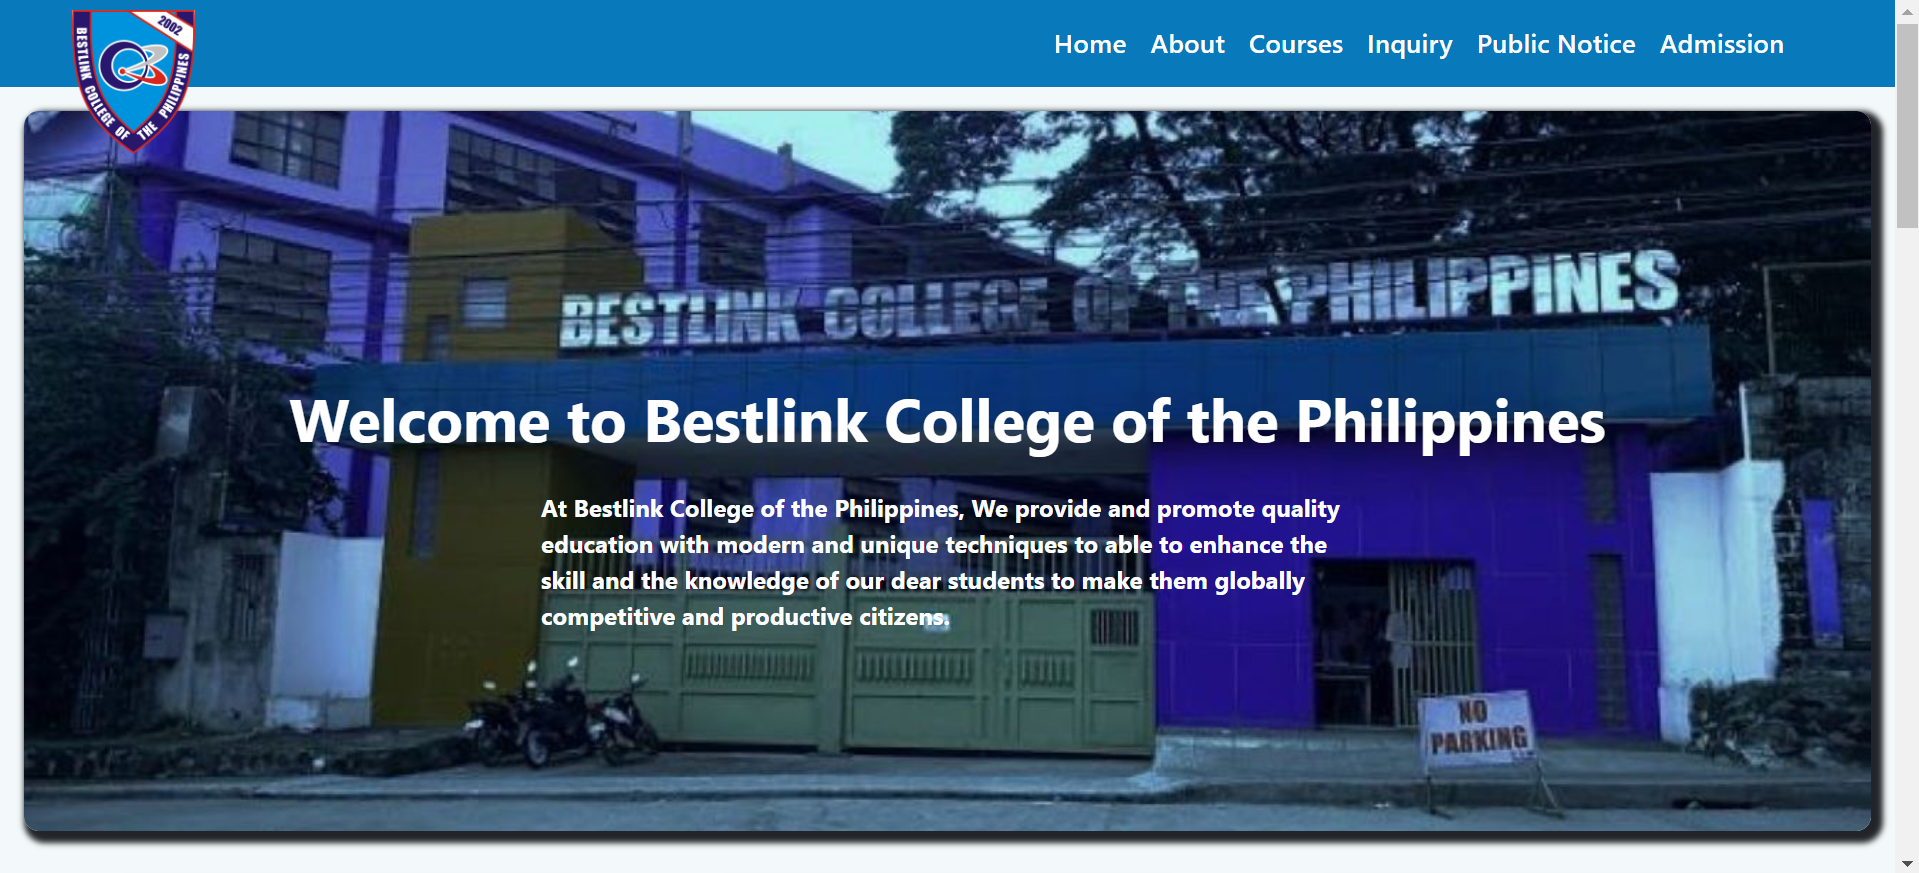 2002
BESTLINK COLLEGE OF THE PHILIPPINES
Home About Courses Inquiry Public Notice Admission
BESTLINK COLLEGE OF THE PHILIPPINES
Welcome to Bestlink College of the Philippines
At Bestlink College of the Philippines, We provide and promote quality
education with modern and unique techniques to able to enhance the
skill and the knowledge of our dear students to make them globally
competitive and productive citizens.
NO
PARKING